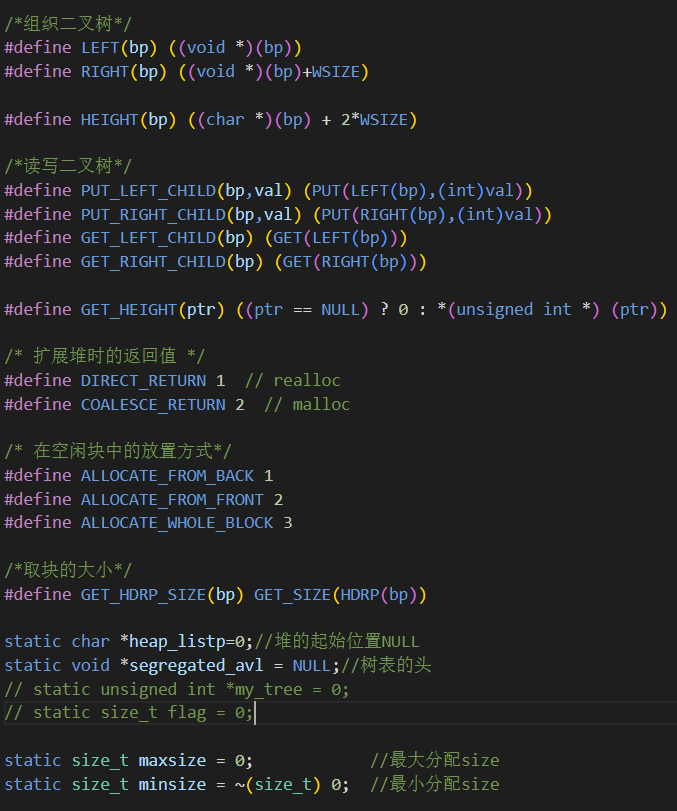 /*组织二叉树*/
#define LEFT(bp) ((void *)(bp))
#define RIGHT(bp) ((void *)(bp)+WSIZE)
#define HEIGHT(bp) ((char *)(bp) + 2*WSIZE)
/*读写二叉树*/
#define PUT_LEFT_CHILD(bp,val) (PUT(LEFT(bp),(int)val))
#define PUT_RIGHT_CHILD(bp,val) (PUT(RIGHT(bp),(int)val))
#define GET_LEFT_CHILD(bp) (GET(LEFT(bp)))
#define GET_RIGHT_CHILD(bp) (GET(RIGHT(bp)))
#define GET_HEIGHT(ptr) ((ptr == NULL) ? 0 : *(unsigned int *) (ptr))
/* 扩展堆时的返回值 */
#define DIRECT_RETURN 1  // realloc
#define COALESCE_RETURN 2  // malloc
/* 在空闲块中的放置方式*/
#define ALLOCATE_FROM_BACK 1
#define ALLOCATE_FROM_FRONT 2
#define ALLOCATE_WHOLE_BLOCK 3
/*取块的大小*/
#define GET_HDRP_SIZE(bp) GET_SIZE(HDRP(bp))
static char *heap_listp=0;//堆的起始位置NULL
static void *segregated_avl = NULL;//树表的头
// static unsigned int *my_tree = 0;
// static size_t flag = 0;
static size_t maxsize = 0;            //最大分配size
static size_t minsize = ~(size_t) 0;  //最小分配size